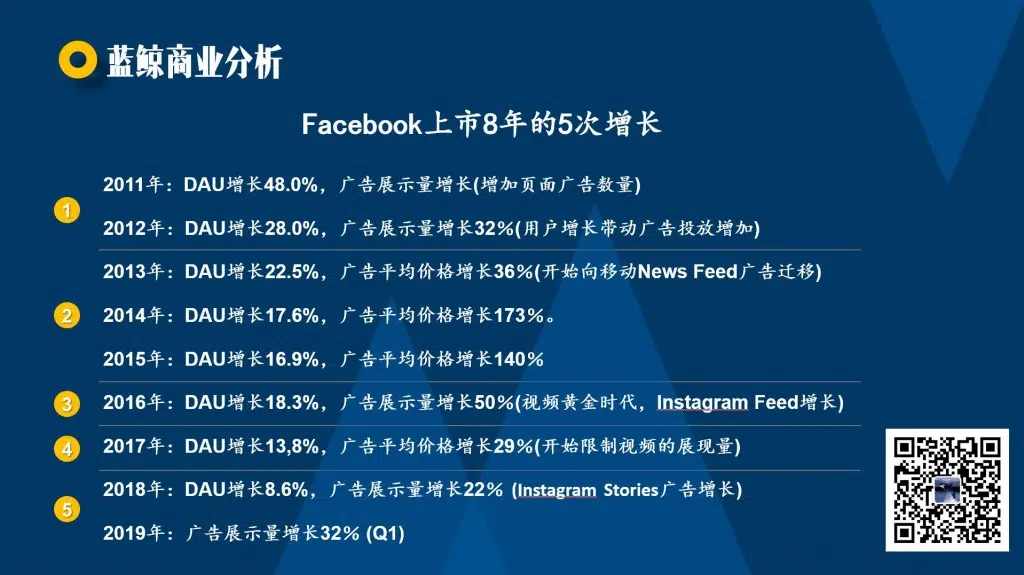 蓝鲸商业分析
Facebook上市8年的5次增长
1
2011年：DAU增长48.0%，广告展示量增长(增加页面广告数量)
2012年：DAU增长28.0%，广告展示量增长32%(用户增长带动广告投放增加)
2
2013年：DAU增长22.5%，广告平均价格增长36%(开始向移动News Feed广告迁移)
2014年：DAU增长17.6%，广告平均价格增长173%。
2015年：DAU增长16.9%，广告平均价格增长140%
3
2016年：DAU增长18.3%，广告展示量增长50%(视频黄金时代，Instagram Feed增长)
4
2017年：DAU增长13,8%，广告平均价格增长29%(开始限制视频的展现量)
5
2018年：DAU增长8.6%，广告展示量增长22% (Instagram Stories广告增长)
2019年：广告展示量增长32% (Q1)